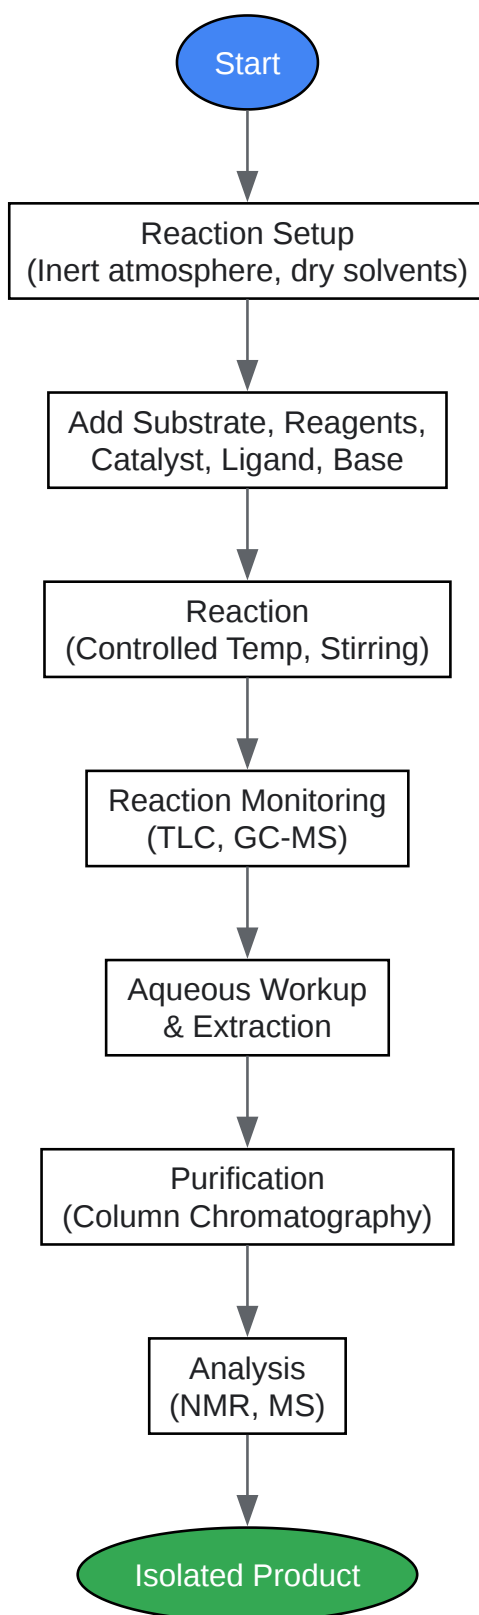 Start
Reaction Setup
(Inert atmosphere, dry solvents)
Add Substrate, Reagents,
Catalyst, Ligand, Base
Reaction
(Controlled Temp, Stirring)
Reaction Monitoring
(TLC, GC-MS)
Aqueous Workup
& Extraction
Purification
(Column Chromatography)
Analysis
(NMR, MS)
Isolated Product